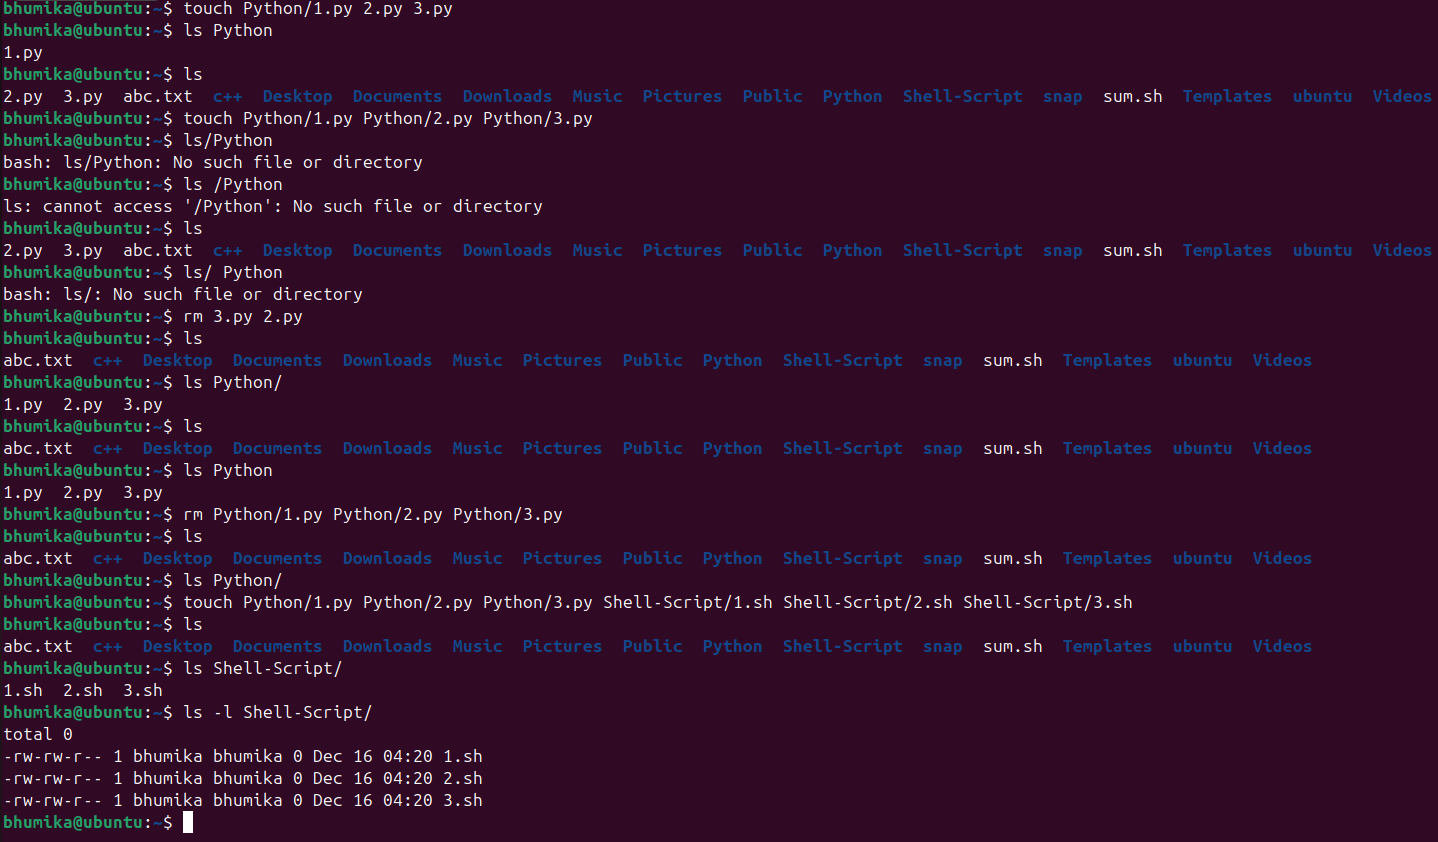 bhumika@ubuntu:~$ touch Python/1.py 2.py 3.py
bhumika@ubuntu:~$ ls Python
1.py
bhumika@ubuntu:~$ ls
2.py  3.py  abc.txt  c++  Desktop  Documents  Downloads  Music  Pictures  Public  Python  Shell-Script  snap  sum.sh  Templates  ubuntu  Videos
bhumika@ubuntu:~$ touch Python/1.py Python/2.py Python/3.py
bhumika@ubuntu:~$ ls/Python
bash: ls/Python: No such file or directory
bhumika@ubuntu:~$ ls /Python
ls: cannot access '/Python': No such file or directory
bhumika@ubuntu:~$ ls
2.py  3.py  abc.txt  c++  Desktop  Documents  Downloads  Music  Pictures  Public  Python  Shell-Script  snap  sum.sh  Templates  ubuntu  Videos
bhumika@ubuntu:~$ ls/ Python
bash: ls/: No such file or directory
bhumika@ubuntu:~$ rm 3.py 2.py
bhumika@ubuntu:~$ ls
abc.txt  c++  Desktop  Documents  Downloads  Music  Pictures  Public  Python  Shell-Script  snap  sum.sh  Templates  ubuntu  Videos
bhumika@ubuntu:~$ ls Python/
1.py  2.py  3.py
bhumika@ubuntu:~$ ls
abc.txt  c++  Desktop  Documents  Downloads  Music  Pictures  Public  Python  Shell-Script  snap  sum.sh  Templates  ubuntu  Videos
bhumika@ubuntu:~$ ls Python
1.py  2.py  3.py
bhumika@ubuntu:~$ rm Python/1.py Python/2.py Python/3.py
bhumika@ubuntu:~$ ls
abc.txt  c++  Desktop  Documents  Downloads  Music  Pictures  Public  Python  Shell-Script  snap  sum.sh  Templates  ubuntu  Videos
bhumika@ubuntu:~$ ls Python/
bhumika@ubuntu:~$ touch Python/1.py Python/2.py Python/3.py Shell-Script/1.sh Shell-Script/2.sh Shell-Script/3.sh
bhumika@ubuntu:~$ ls
abc.txt  c++  Desktop  Documents  Downloads  Music  Pictures  Public  Python  Shell-Script  snap  sum.sh  Templates  ubuntu  Videos
bhumika@ubuntu:~$ ls Shell-Script/
1.sh  2.sh  3.sh
bhumika@ubuntu:~$ ls -l Shell-Script/
total 0
-rw-rw-r-- 1 bhumika bhumika 0 Dec 16 04:20 1.sh
-rw-rw-r-- 1 bhumika bhumika 0 Dec 16 04:20 2.sh
-rw-rw-r-- 1 bhumika bhumika 0 Dec 16 04:20 3.sh
bhumika@ubuntu:~$